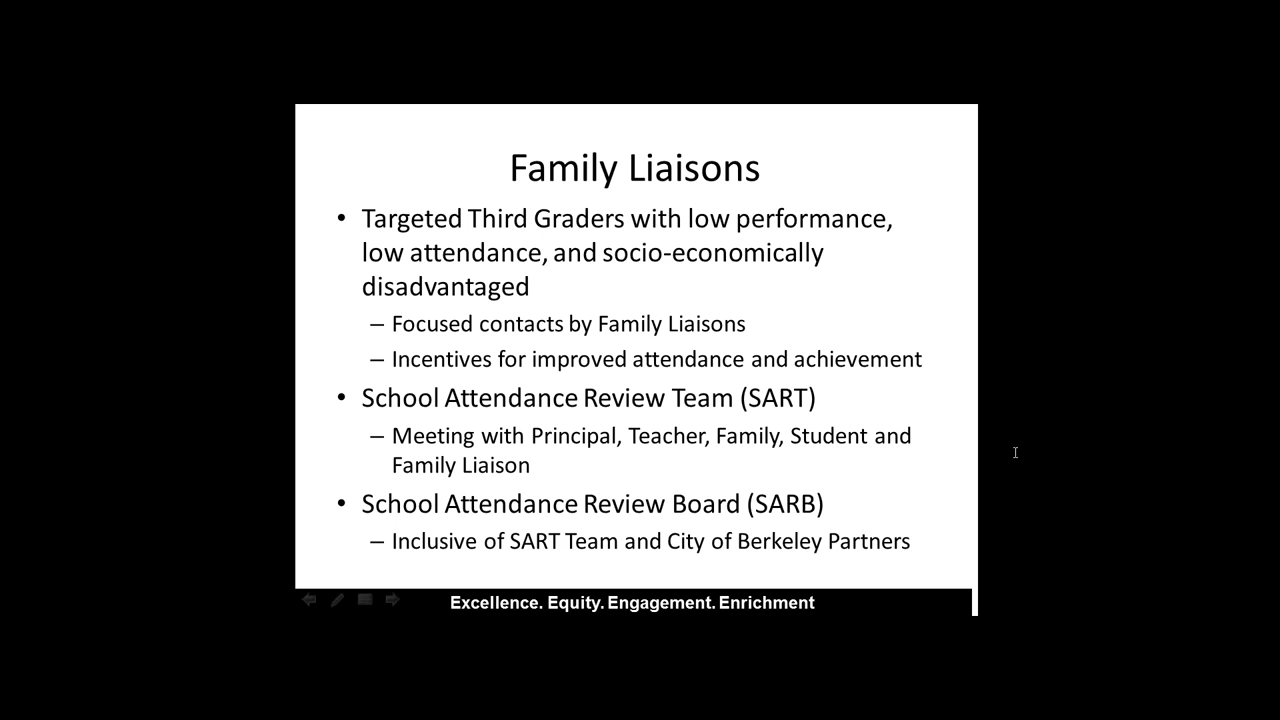 Family Liaisons
• Targeted Third Graders with low performance,
low attendance, and socio-economically
disadvantaged
– Focused contacts by Family Liaisons
– Incentives for improved attendance and achievement
• School Attendance Review Team (SART)
– Meeting with Principal, Teacher, Family, Student and
Family Liaison
• School Attendance Review Board (SARB)
– Inclusive of SART Team and City of Berkeley Partners
Excellence. Equity. Engagement. Enrichment